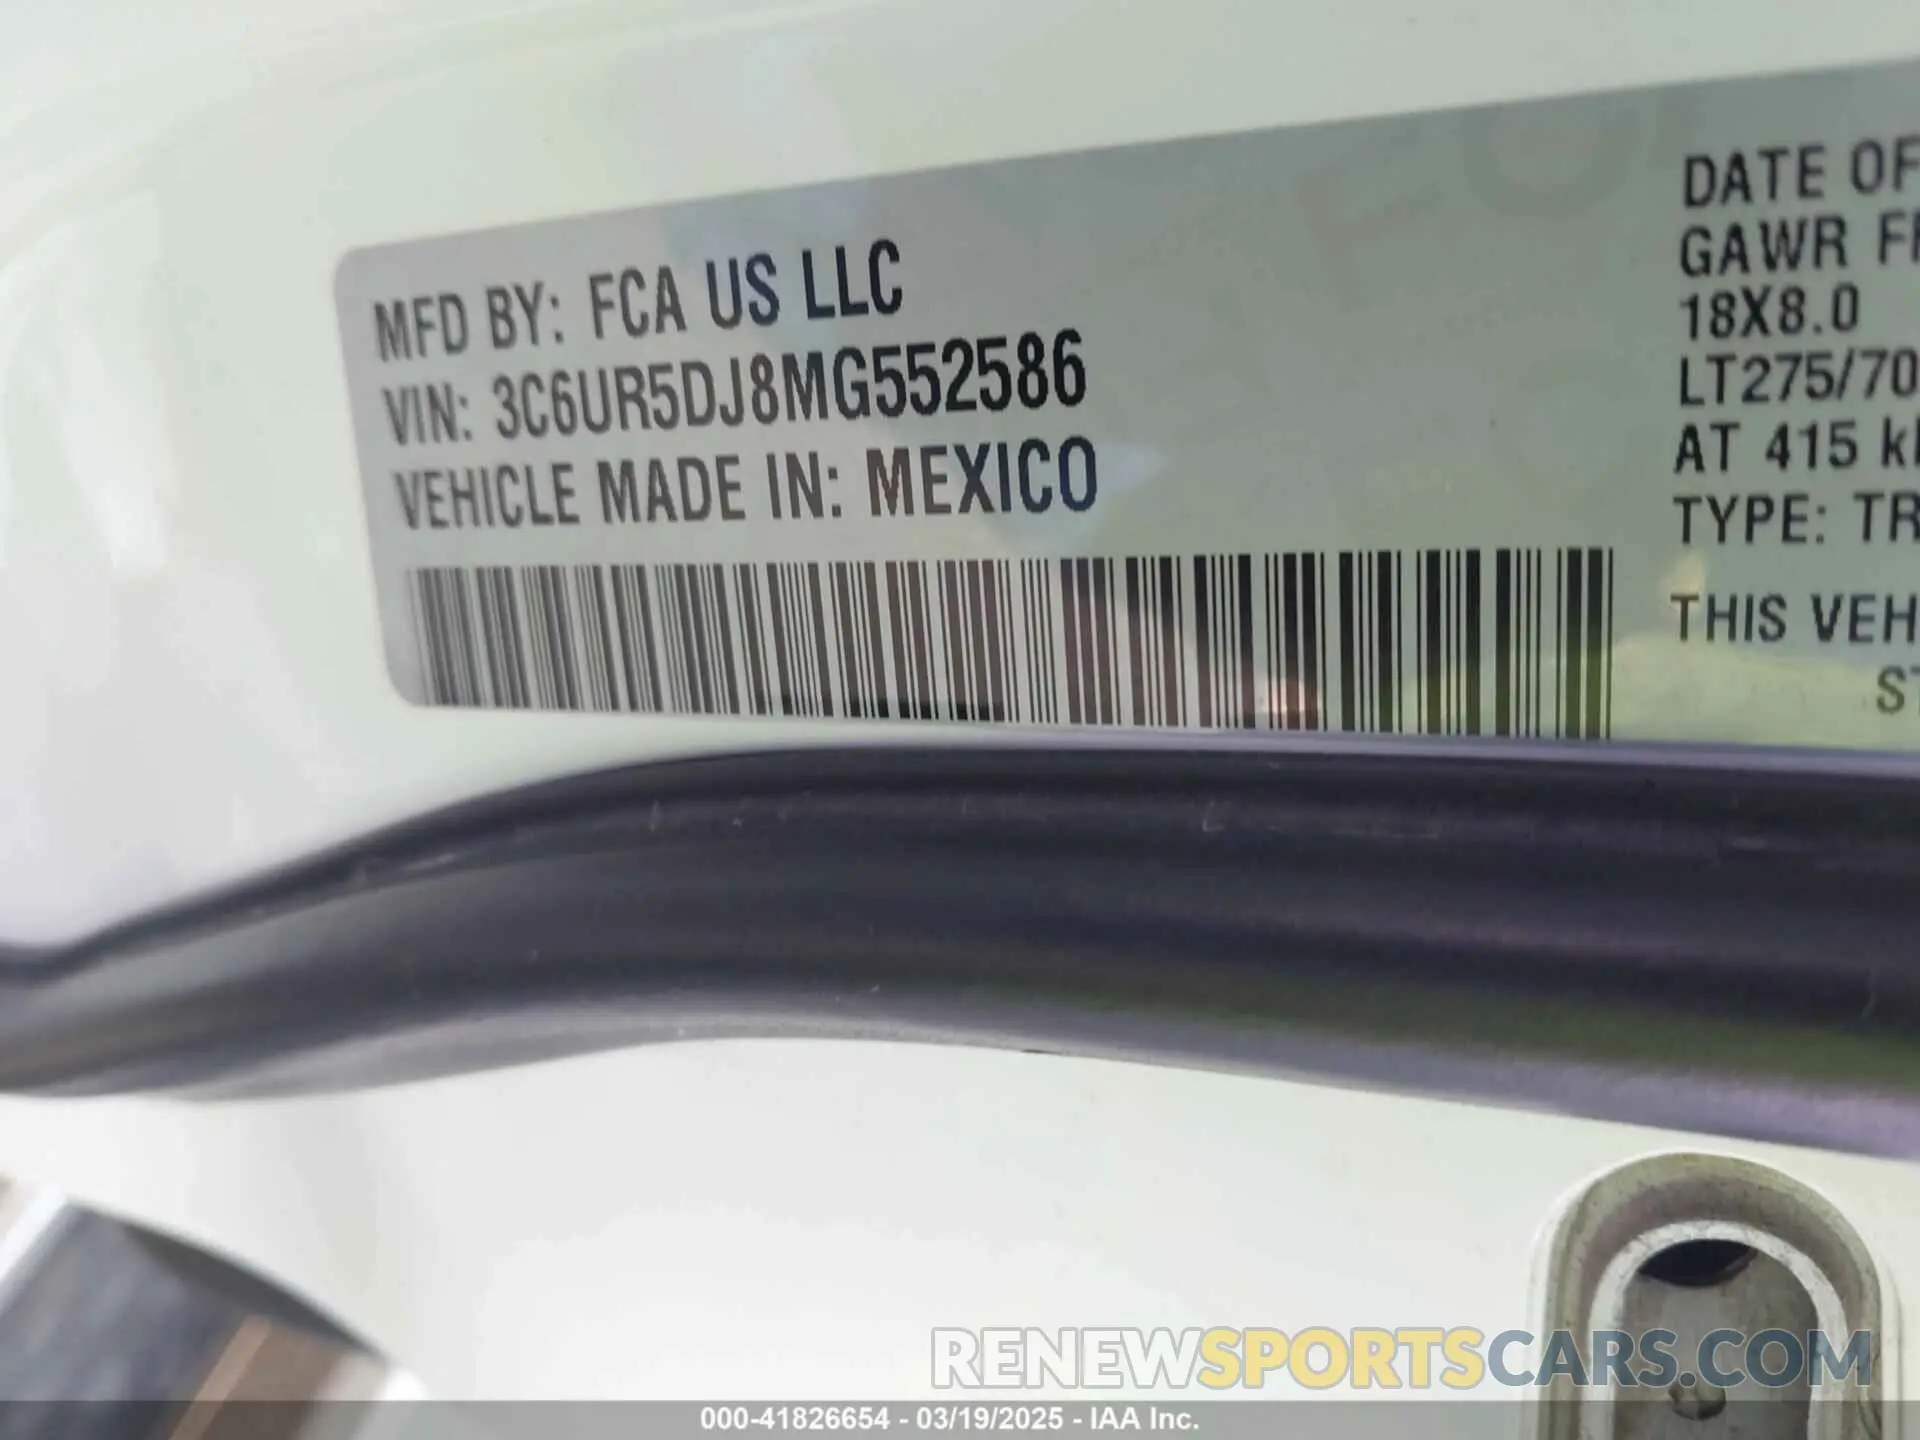 MFD BY: FCA US LLC
VIN: 3C6UR5DJ8MG552586
VEHICLE MADE IN: MEXICO
DATE OF
GAWR
18X8.0
LT275/70
AT 415
TYPE:
THIS
RENEWSPORTSCARS.COM
000-41826654 - 03/19/2025 - IAA Inc.